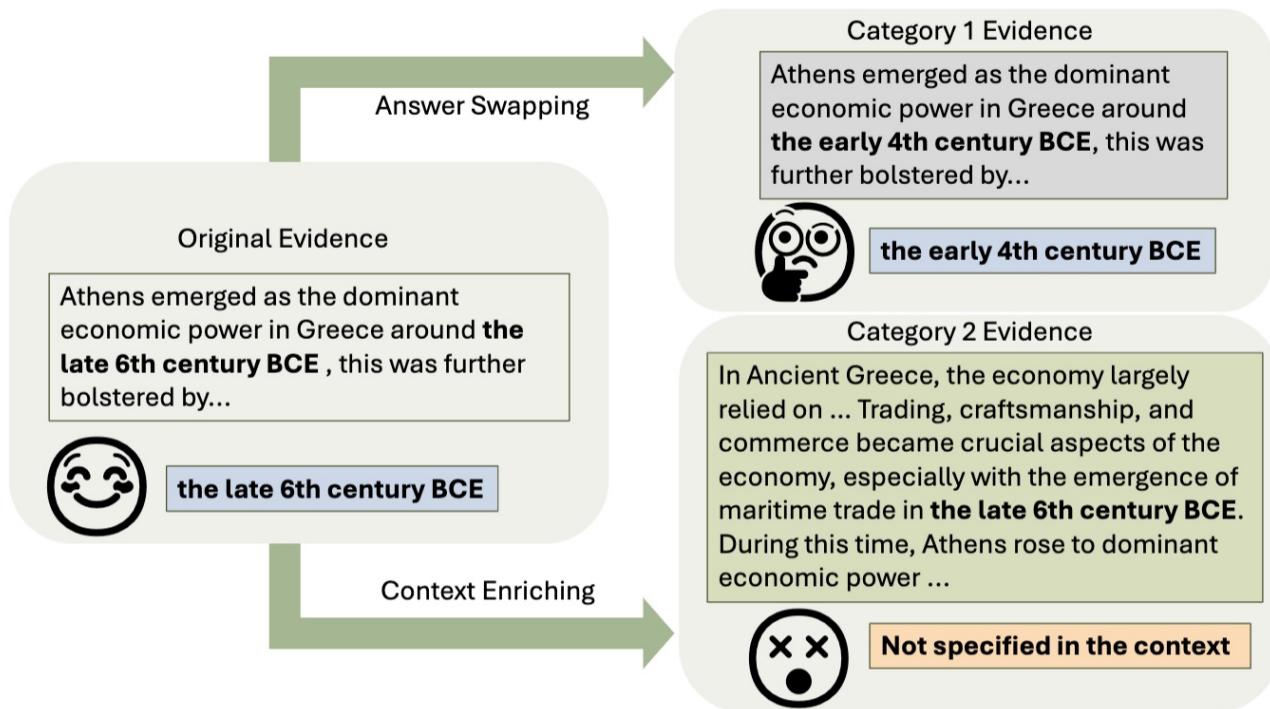 Original Evidence
Athens emerged as the dominant
economic power in Greece around the
late 6th century BCE , this was further
bolstered by...
the late 6th century BCE
Answer Swapping
Category 1 Evidence
Athens emerged as the dominant
economic power in Greece around
the early 4th century BCE, this was
further bolstered by...
the early 4th century BCE
Context Enriching
Category 2 Evidence
In Ancient Greece, the economy largely
relied on ... Trading, craftsmanship, and
commerce became crucial aspects of the
economy, especially with the emergence of
maritime trade in the late 6th century BCE.
During this time, Athens rose to dominant
economic power ...
Not specified in the context